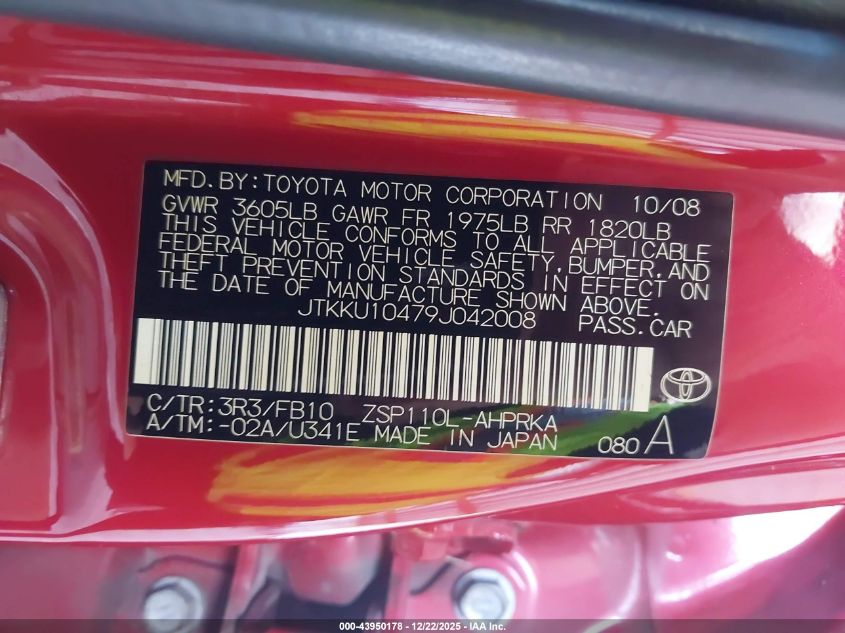 MFD.BY:TOYOTA MOTOR CORPORATION 10/08
GVWR 3605LB GAWR FR 1975LB RR 1820LB
THIS VEHICLE CONFORMS TO ALL APPLICABLE
FEDERAL MOTOR VEHICLE SAFETY, BUMPER, AND
THEFT PREVENTION STANDARDS IN EFFECT ON
THE DATE OF MANUFACTURE SHOWN ABOVE.
JTKKU10479J042008 PASS.CAR
C/TR:3R3/FB10 ZSP110L-AHPRKA
A/TM:-02A/U341E MADE IN JAPAN 080 A
000-43950178 - 12/22/2025 - IAA Inc.